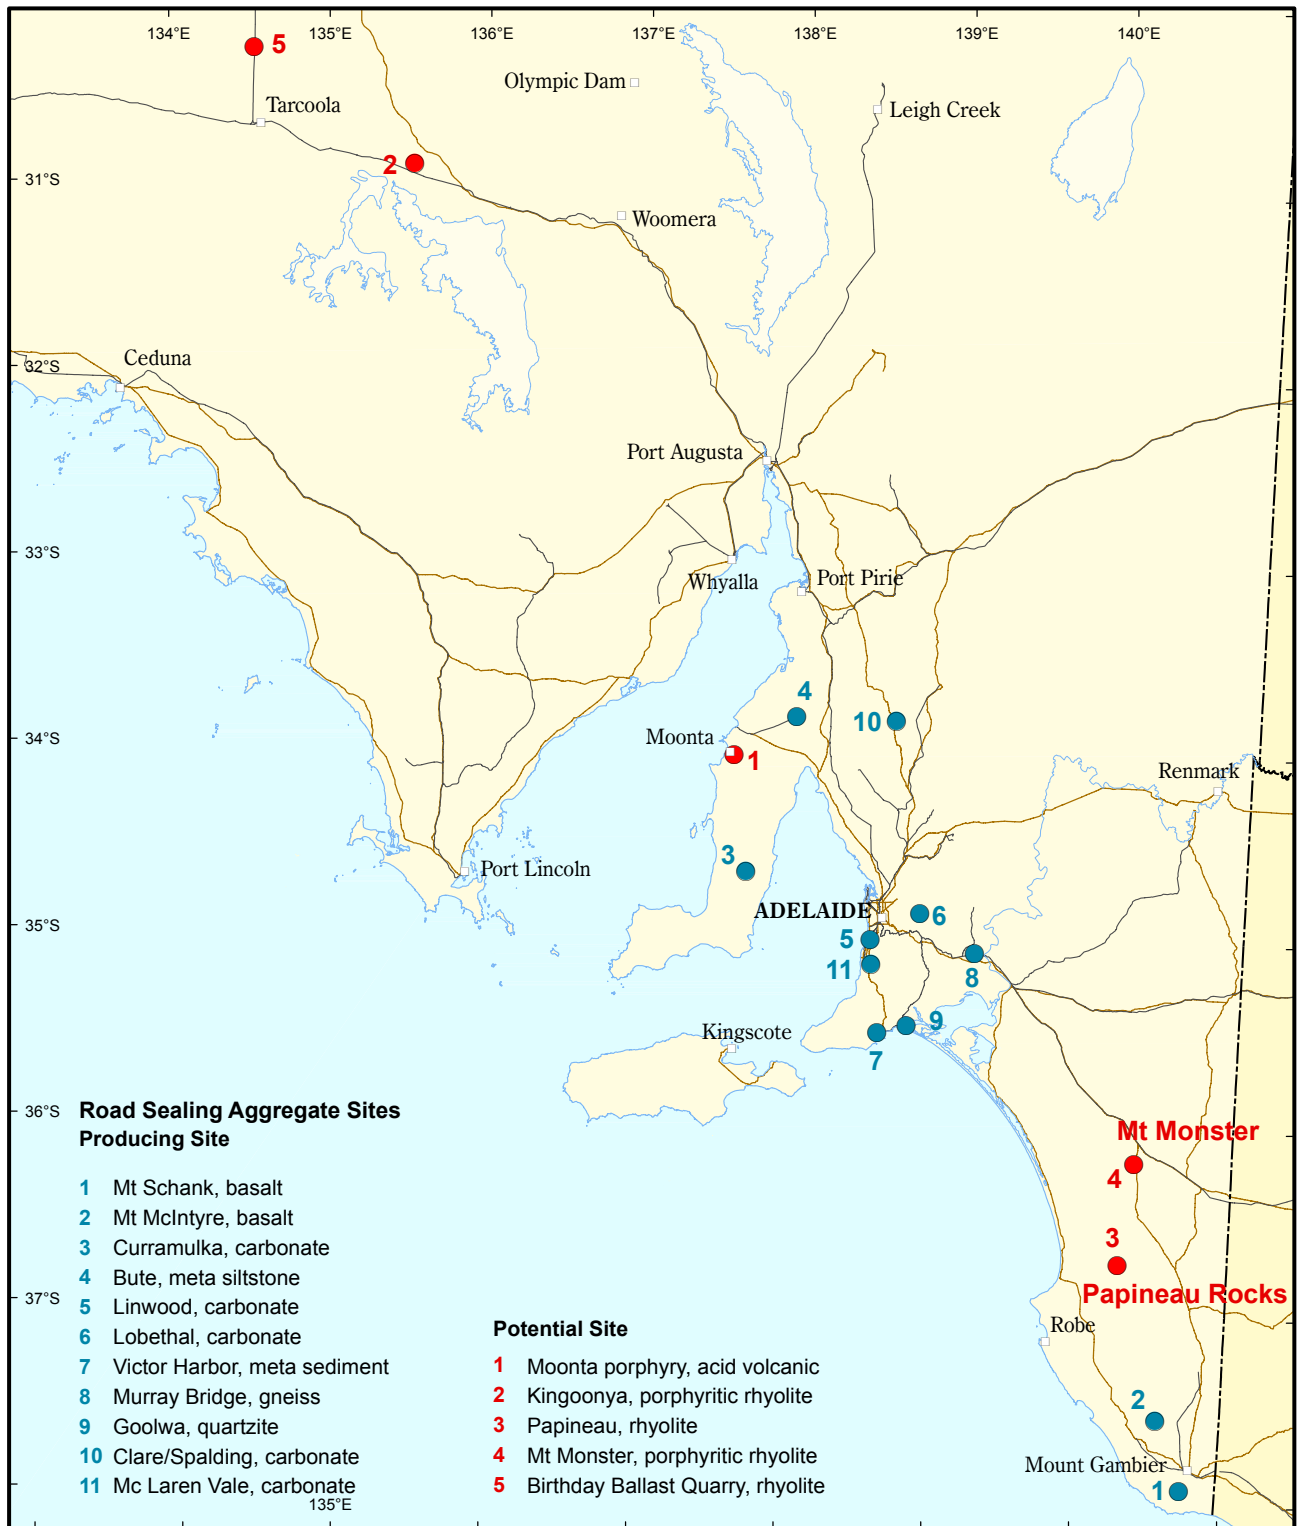 134°E 135°E 136°E 137°E 138°E 139°E 140°E
5
Olympic Dam
Tarcoola
Leigh Creek
2
31°S
Woomera
Ceduna
32°S
Port Augusta
33°S
Whyalla
Port Pirie
4
10
34°S
Moonta
1
Renmark
3
Port Lincoln
ADELAIDE
6
35°S
5
11
8
9
Kingscote
7
36°S
Mt Monster
4
3
Papineau Rocks
37°S
Robe
2
Mount Gambier
1
Road Sealing Aggregate Sites
Producing Site
1 Mt Schank, basalt
2 Mt McIntyre, basalt
3 Curramulka, carbonate
4 Bute, meta siltstone
5 Linwood, carbonate
6 Lobethal, carbonate
7 Victor Harbor, meta sediment
8 Murray Bridge, gneiss
9 Goolwa, quartzite
10 Clare/Spalding, carbonate
11 Mc Laren Vale, carbonate
Potential Site
1 Moonta porphyry, acid volcanic
2 Kingoonya, porphyritic rhyolite
3 Papineau, rhyolite
4 Mt Monster, porphyritic rhyolite
5 Birthday Ballast Quarry, rhyolite
135°E